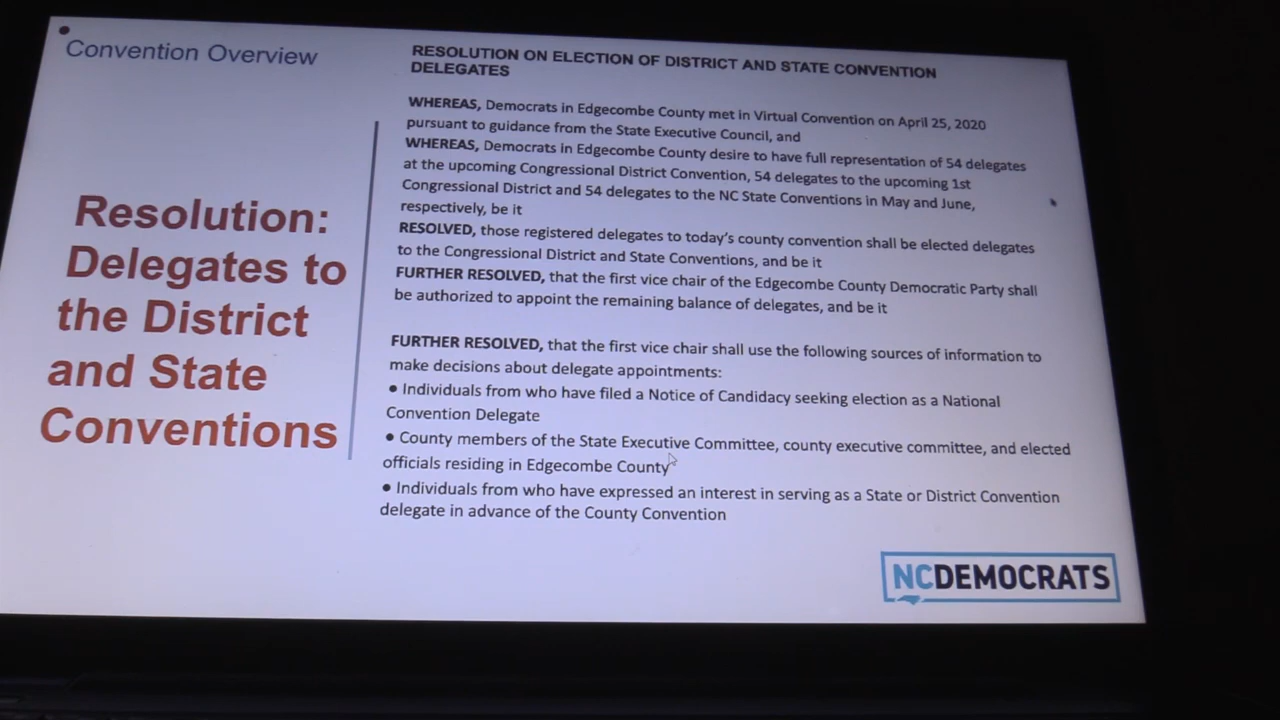 Convention Overview
Resolution:
Delegates to
the District
and State
Conventions
RESOLUTION ON ELECTION OF DISTRICT AND STATE CONVENTION
DELEGATES
WHEREAS, Democrats in Edgecombe County met in Virtual Convention on April 25, 2020
pursuant to guidance from the State Executive Council, and
WHEREAS, Democrats in Edgecombe County desire to have full representation of 54 delegates
at the upcoming Congressional District Convention, 54 delegates to the upcoming 1st
Congressional District and 54 delegates to the NC State Conventions in May and June,
respectively, be it
RESOLVED, those registered delegates to today's county convention shall be elected delegates
to the Congressional District and State Conventions, and be it
FURTHER RESOLVED, that the first vice chair of the Edgecombe County Democratic Party shall
be authorized to appoint the remaining balance of delegates, and be it
FURTHER RESOLVED, that the first vice chair shall use the following sources of information to
make decisions about delegate appointments:
● Individuals from who have filed a Notice of Candidacy seeking election as a National
Convention Delegate
● County members of the State Executive Committee, county executive committee, and elected
officials residing in Edgecombe County
● Individuals from who have expressed an interest in serving as a State or District Convention
delegate in advance of the County Convention
NCDEMOCRATS